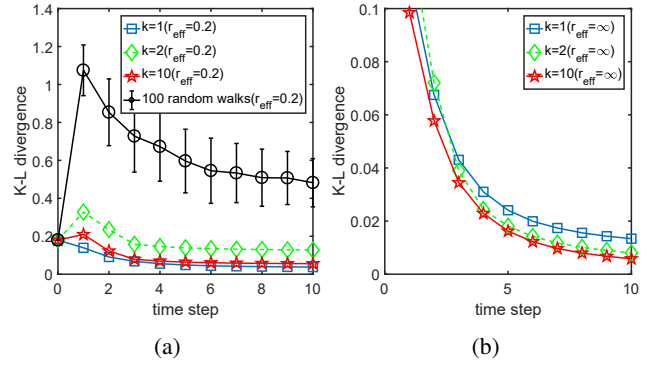 1.4
1.2
1
0.8
0.6
0.4
0.2
0
K-L divergence
0 2 4 6 8 10
time step
k=1(r_eff=0.2)
k=2(r_eff=0.2)
k=10(r_eff=0.2)
100 random walks(r_eff=0.2)
(a)
0.1
0.08
0.06
0.04
0.02
0
K-L divergence
0 5 10
time step
k=1(r_eff=∞)
k=2(r_eff=∞)
k=10(r_eff=∞)
(b)